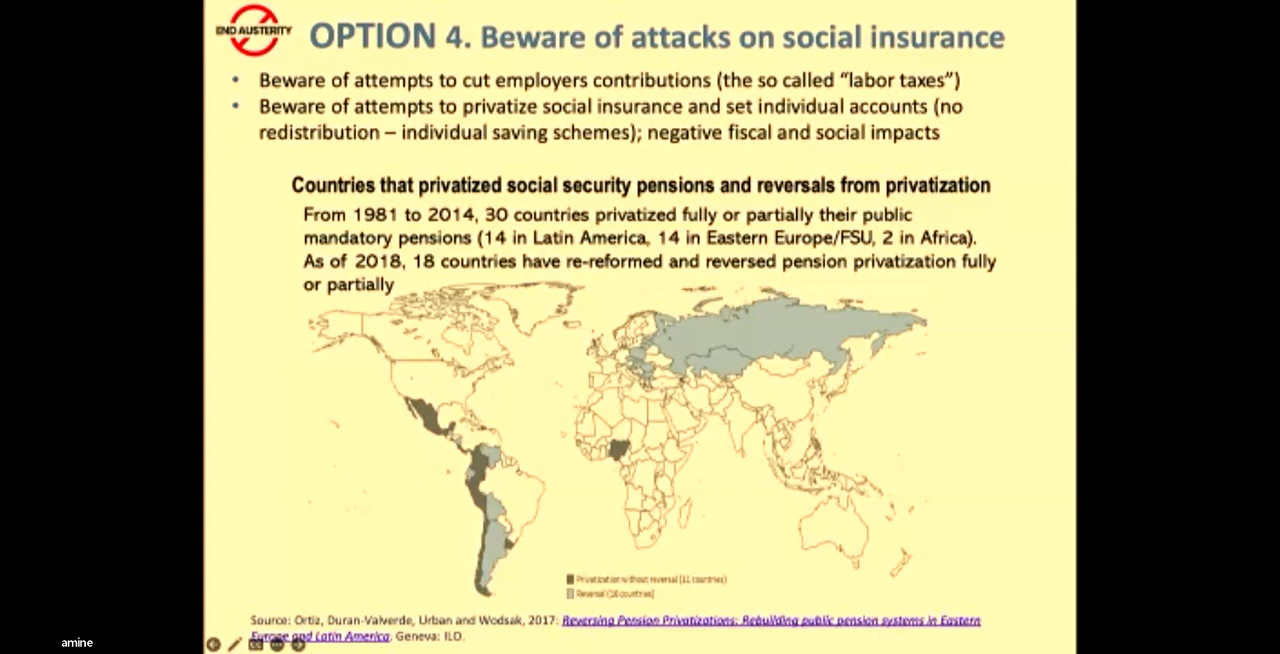 END AUSTERITY
OPTION 4. Beware of attacks on social insurance
• Beware of attempts to cut employers contributions (the so called “labor taxes”)
• Beware of attempts to privatize social insurance and set individual accounts (no
redistribution – individual saving schemes); negative fiscal and social impacts
Countries that privatized social security pensions and reversals from privatization
From 1981 to 2014, 30 countries privatized fully or partially their public
mandatory pensions (14 in Latin America, 14 in Eastern Europe/FSU, 2 in Africa).
As of 2018, 18 countries have re-reformed and reversed pension privatization fully
or partially
Privatization without reversal (11 countries)
Reversal (18 countries)
Source: Ortiz, Duran-Valverde, Urban and Wodsak, 2017: Reversing Pension Privatizations: Rebuilding public pension systems in Eastern
Europe and Latin America. Geneva: ILO.
amine